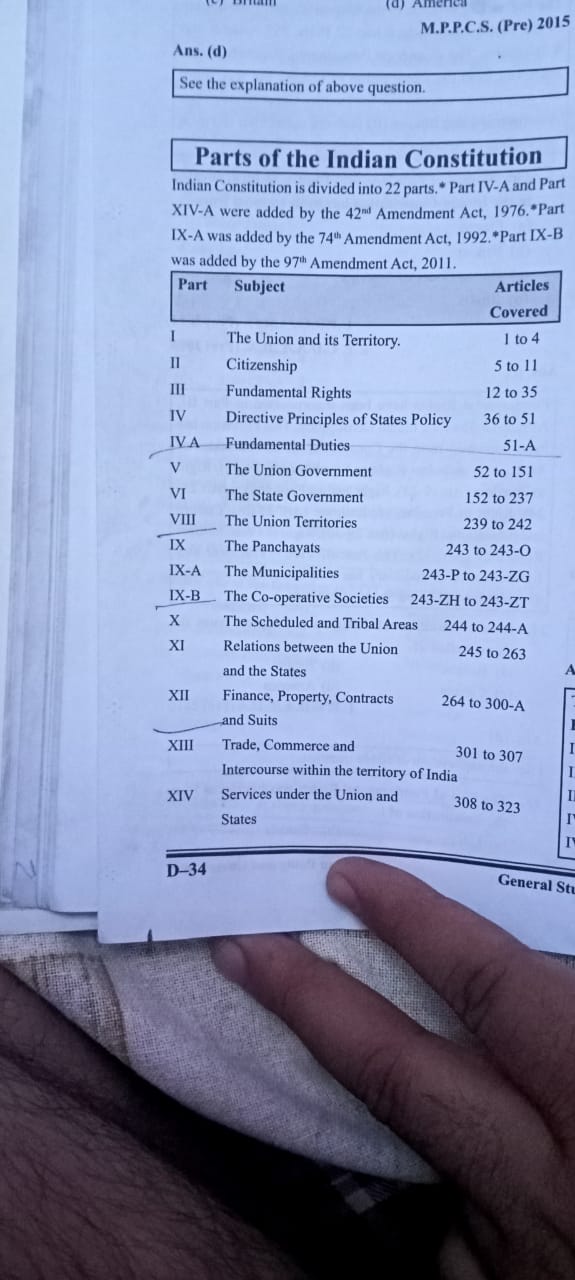 (d) America
M.P.P.C.S. (Pre) 2015
Ans. (d)
See the explanation of above question.
Parts of the Indian Constitution
Indian Constitution is divided into 22 parts.* Part IV-A and Part
XIV-A were added by the 42nd Amendment Act, 1976.*Part
IX-A was added by the 74th Amendment Act, 1992.*Part IX-B
was added by the 97th Amendment Act, 2011.
Part Subject Articles
Covered
I The Union and its Territory. 1 to 4
II Citizenship 5 to 11
III Fundamental Rights 12 to 35
IV Directive Principles of States Policy 36 to 51
IV A Fundamental Duties 51-A
V The Union Government 52 to 151
VI The State Government 152 to 237
VIII The Union Territories 239 to 242
IX The Panchayats 243 to 243-O
IX-A The Municipalities 243-P to 243-ZG
IX-B The Co-operative Societies 243-ZH to 243-ZT
X The Scheduled and Tribal Areas 244 to 244-A
XI Relations between the Union 245 to 263
and the States
XII Finance, Property, Contracts 264 to 300-A
and Suits
XIII Trade, Commerce and 301 to 307
Intercourse within the territory of India
XIV Services under the Union and 308 to 323
States
D–34
General